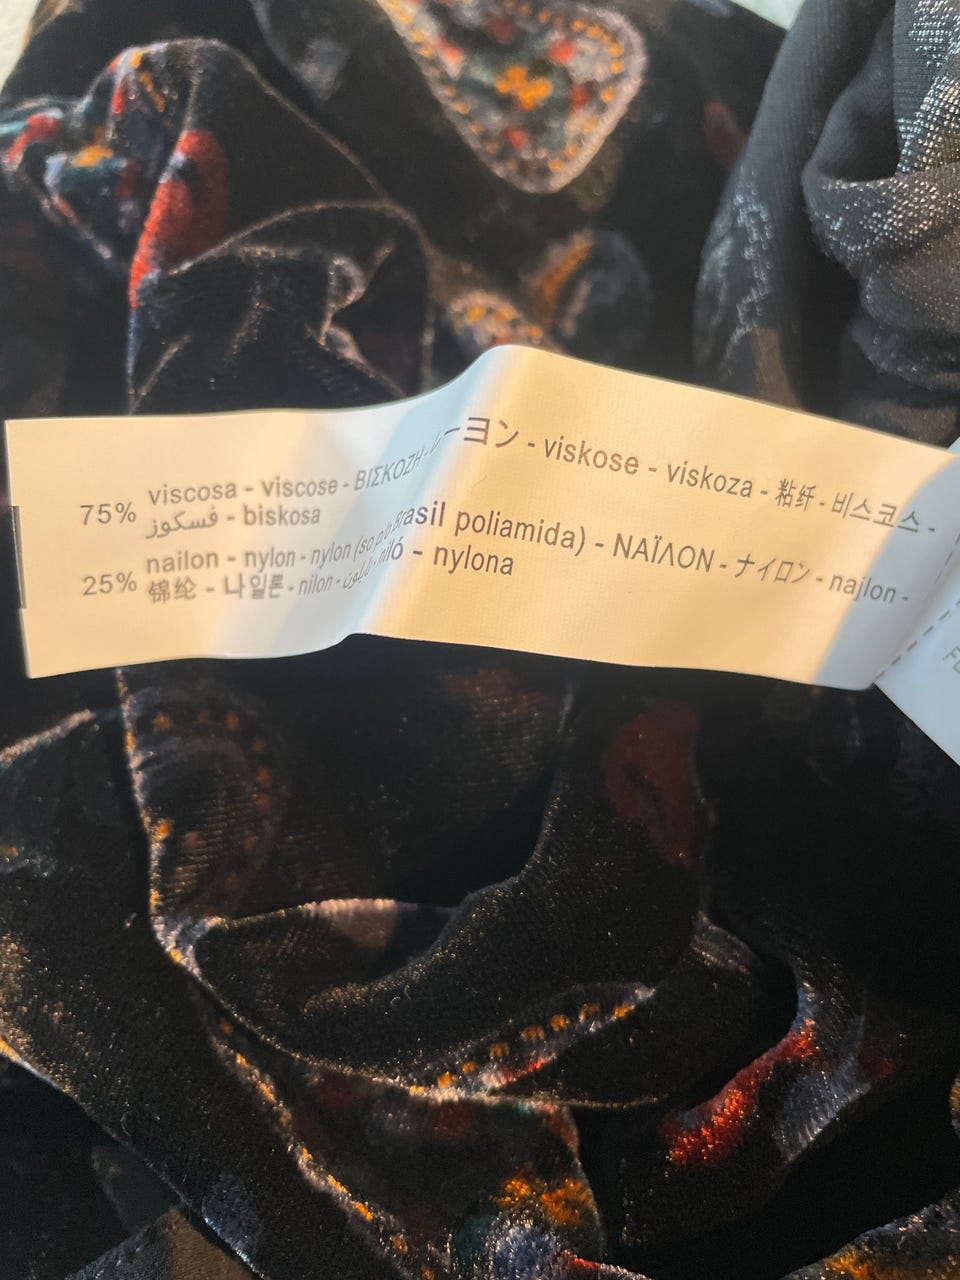 75% viscosa - viscose - ΒΙΣΚΟΖΗ - レーヨン - viskose - viskoza - 粘纤 - 비스코스 -
فسكوز - biskosa
25% nailon - nylon - nylon (so p/o Brasil poliamida) - ΝΑΪΛΟΝ - ナイロン - najlon -
锦纶 - 나일론 - nilon - نايلون - niló - nylona